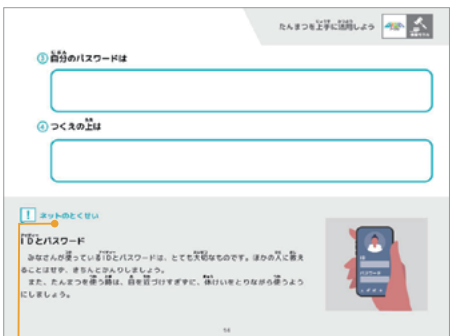 たんまつを上手に活用しよう
③ 自分のパスワードは
④ つくえの上は
! ネットのとくせい
IDとパスワード
みなさんが使っているIDとパスワードは、とても大切なものです。ほかの人に教え
ることはせず、きちんとかんりしましょう。
また、たんまつを使う時は、目を近づけすぎずに、休けいをとりながら使うよう
にしましょう。
ID
パスワード